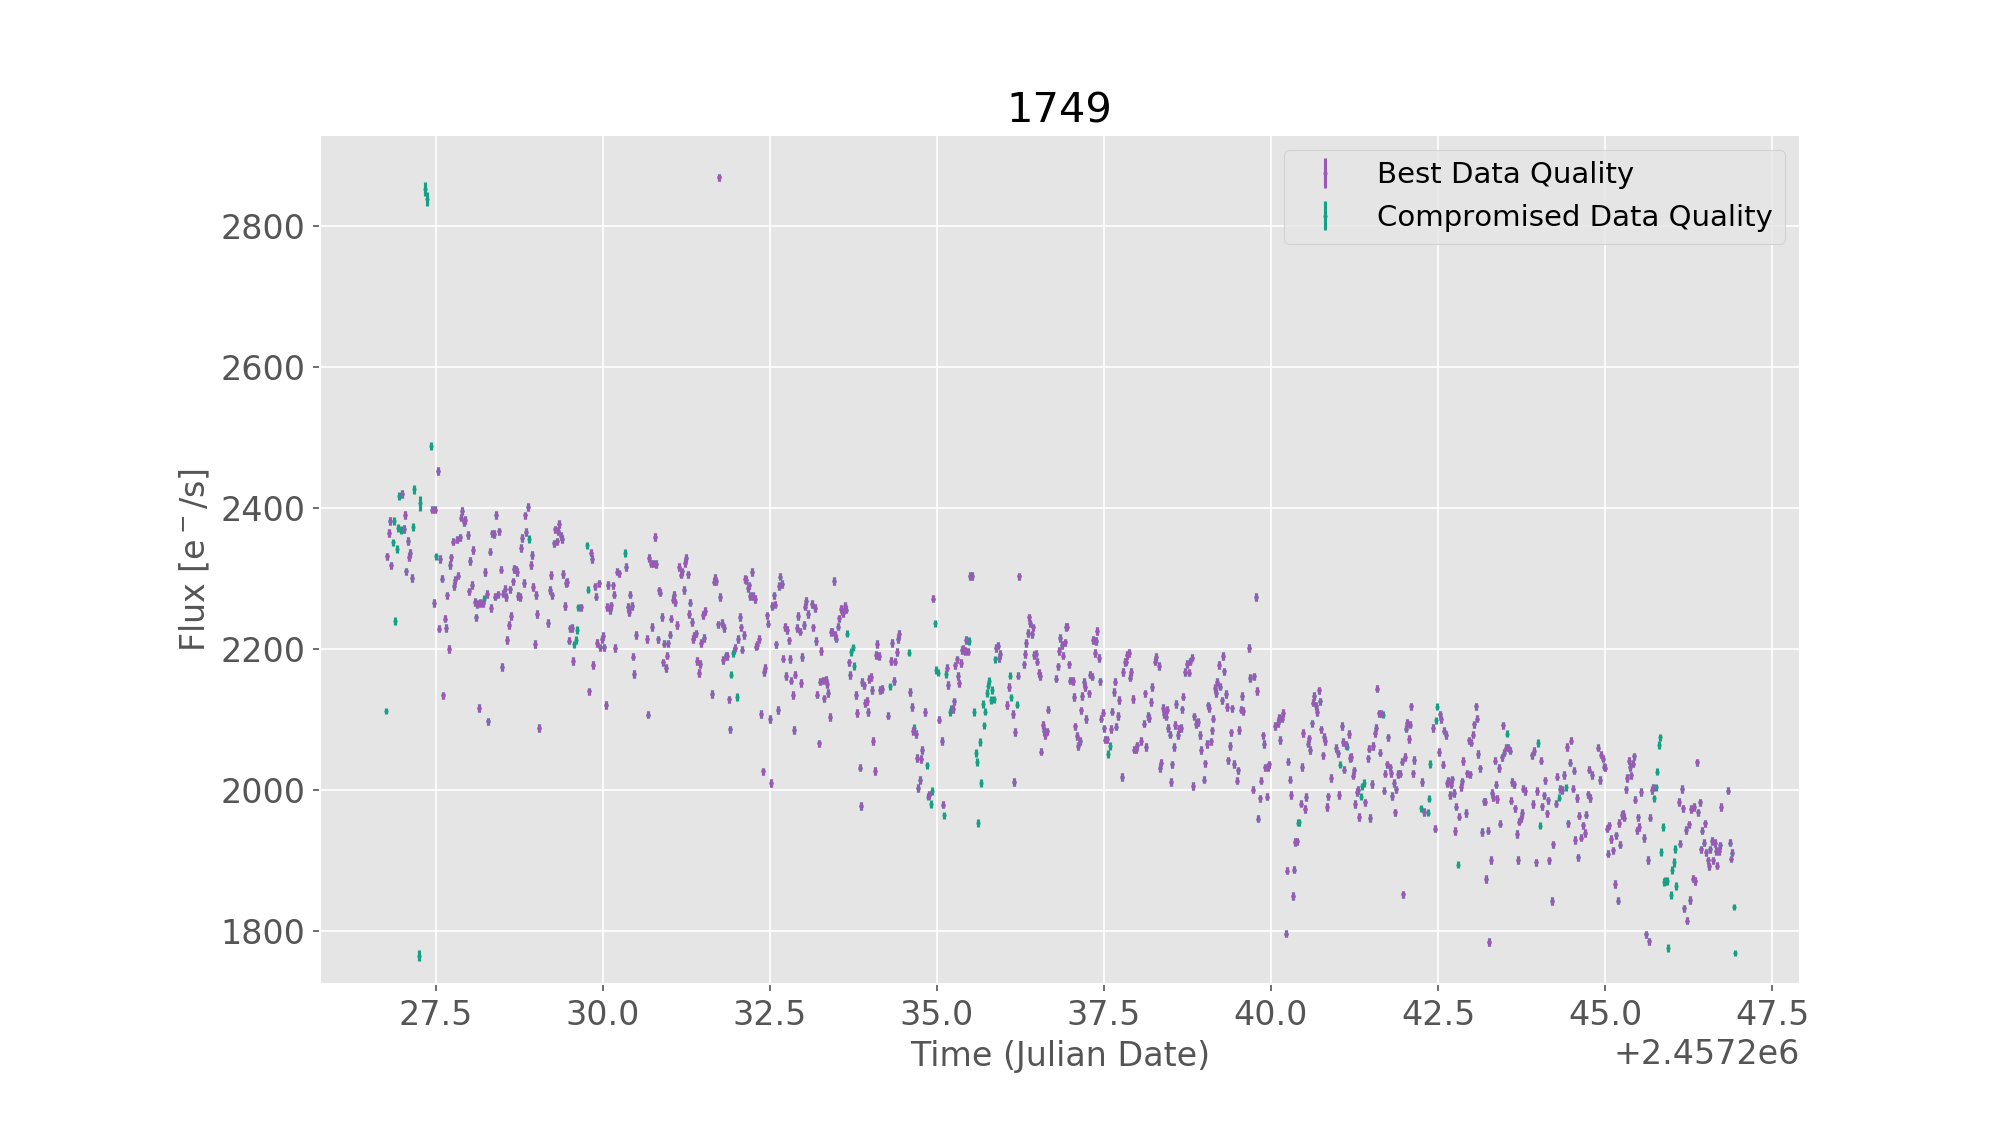 1749
Best Data Quality
Compromised Data Quality
2800
2600
2400
2200
2000
1800
Flux [e⁻/s]
27.5 30.0 32.5 35.0 37.5 40.0 42.5 45.0 47.5
Time (Julian Date)
+2.4572e6